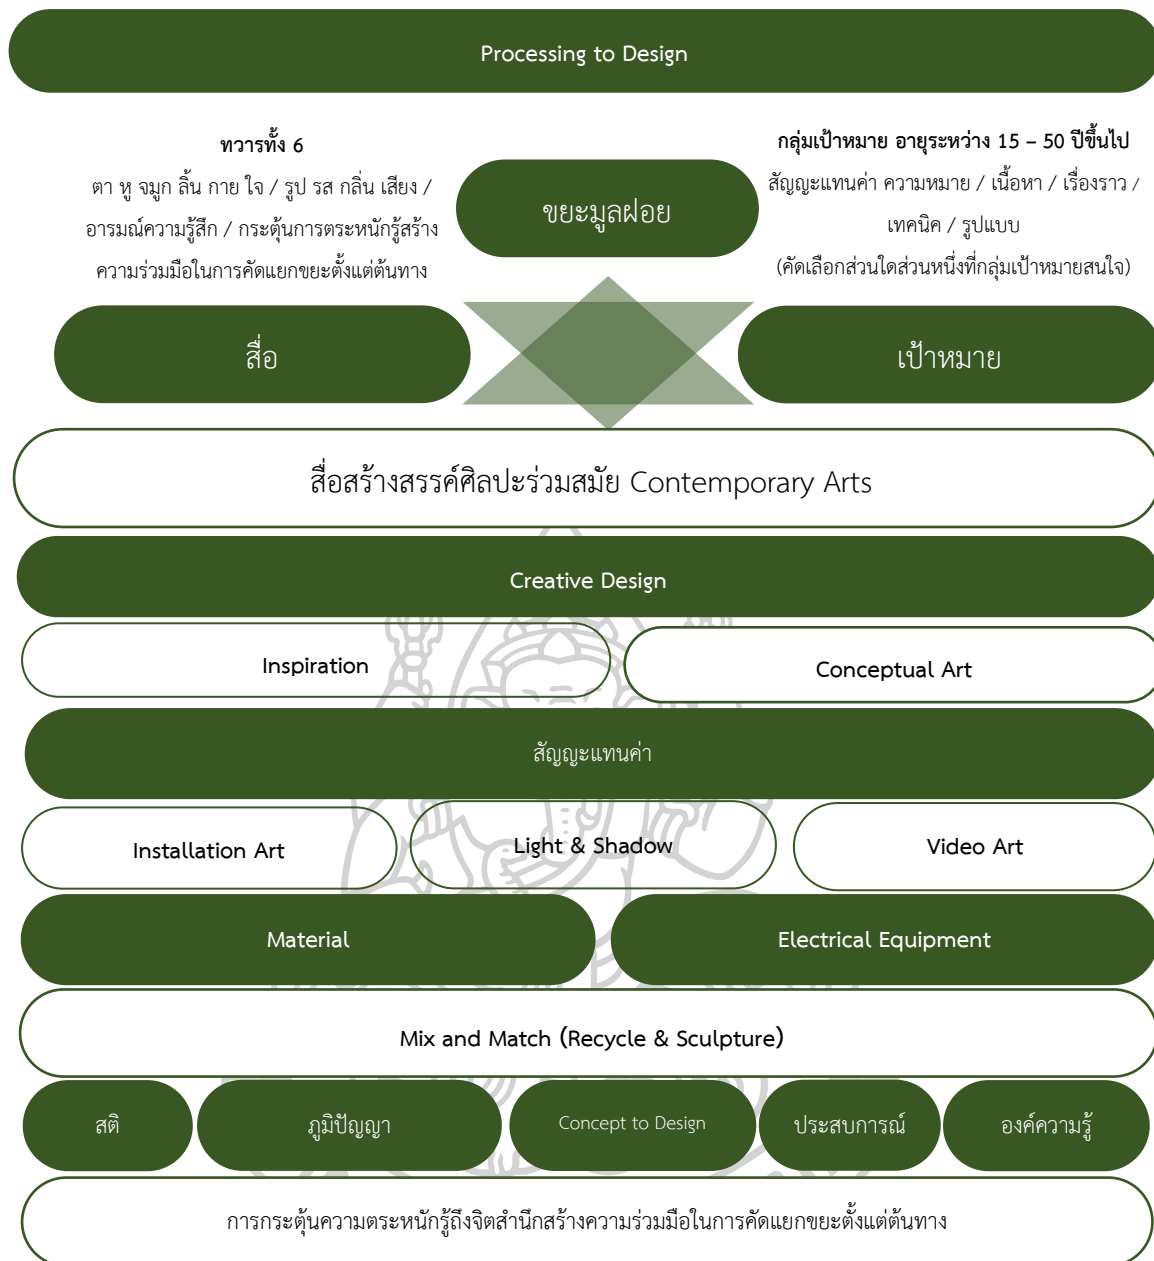 Processing to Design
ทวารทั้ง 6
ตา หู จมูก ลิ้น กาย ใจ / รูป รส กลิ่น เสียง /
อารมณ์ความรู้สึก / กระตุ้นการตระหนักรู้สร้าง
ความร่วมมือในการคัดแยกขยะตั้งแต่ต้นทาง
ขยะมูลฝอย
กลุ่มเป้าหมาย อายุระหว่าง 15 – 50 ปีขึ้นไป
สัญญะแทนค่า ความหมาย / เนื้อหา / เรื่องราว /
เทคนิค / รูปแบบ
(คัดเลือกส่วนใดส่วนหนึ่งที่กลุ่มเป้าหมายสนใจ)
สื่อ
เป้าหมาย
สื่อสร้างสรรค์ศิลปะร่วมสมัย Contemporary Arts
Creative Design
Inspiration
Conceptual Art
สัญญะแทนค่า
Installation Art
Light & Shadow
Video Art
Material
Electrical Equipment
Mix and Match (Recycle & Sculpture)
สติ
ภูมิปัญญา
Concept to Design
ประสบการณ์
องค์ความรู้
การกระตุ้นความตระหนักรู้ถึงจิตสำนึกสร้างความร่วมมือในการคัดแยกขยะตั้งแต่ต้นทาง